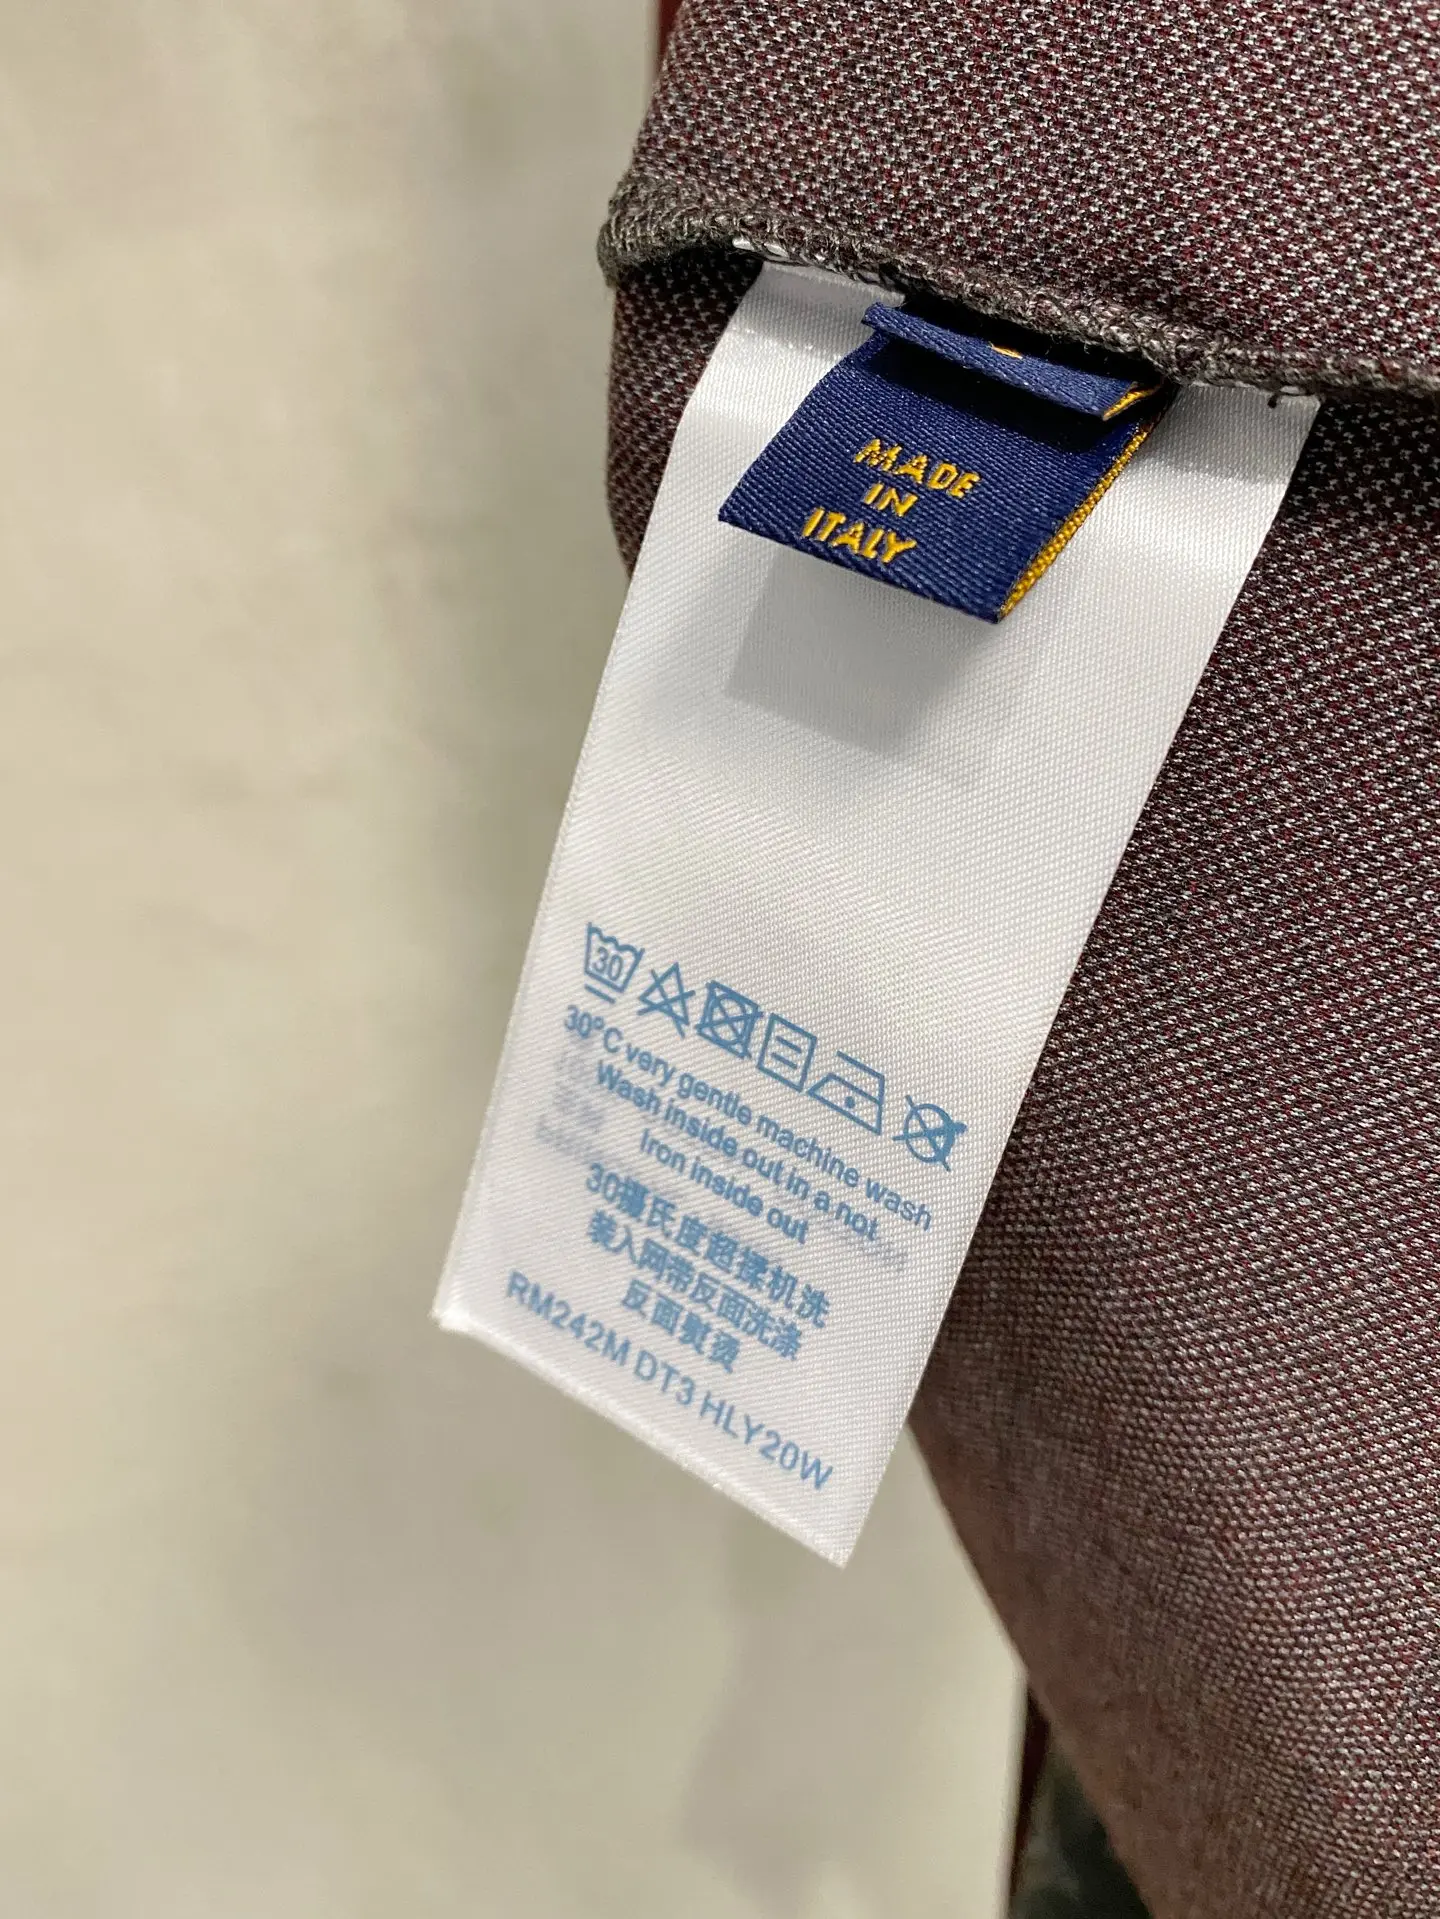 MADE
IN
ITALY
30
30°C very gentle machine wash
Wash inside out in a not
Iron inside out
30摄氏度超揉机洗
装入网带反面洗涤
反面熨烫
RM242M DT3 HLY20W